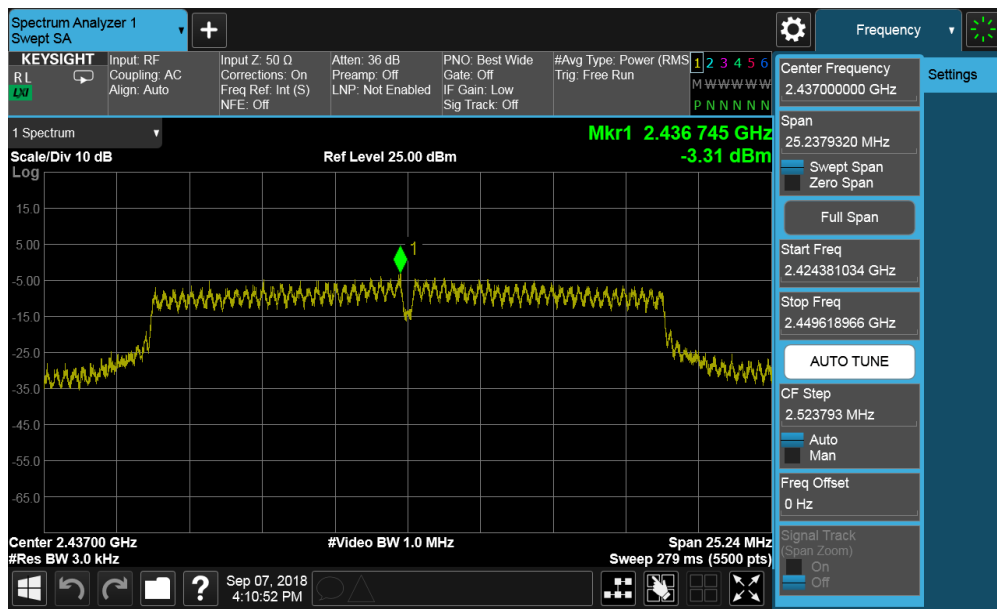 Spectrum Analyzer 1
Swept SA
+
Frequency
KEYSIGHT
R L
LXI
Input: RF
Coupling: AC
Align: Auto
Input Z: 50 Ω
Corrections: On
Freq Ref: Int (S)
NFE: Off
Atten: 36 dB
Preamp: Off
LNP: Not Enabled
PNO: Best Wide
Gate: Off
IF Gain: Low
Sig Track: Off
#Avg Type: Power (RMS
Trig: Free Run
1 2 3 4 5 6
M W W W W W
P N N N N N
1 Spectrum
Scale/Div 10 dB
Ref Level 25.00 dBm
Mkr1 2.436 745 GHz
-3.31 dBm
Log
15.0
5.00
-5.00
-15.0
-25.0
-35.0
-45.0
-55.0
-65.0
1
Center 2.43700 GHz
#Video BW 1.0 MHz
Span 25.24 MHz
#Res BW 3.0 kHz
Sweep 279 ms (5500 pts)
?
Sep 07, 2018
4:10:52 PM
Center Frequency
2.437000000 GHz
Span
25.2379320 MHz
Swept Span
Zero Span
Full Span
Start Freq
2.424381034 GHz
Stop Freq
2.449618966 GHz
AUTO TUNE
CF Step
2.523793 MHz
Auto
Man
Freq Offset
0 Hz
Signal Track
(Span Zoom)
On
Off
Settings